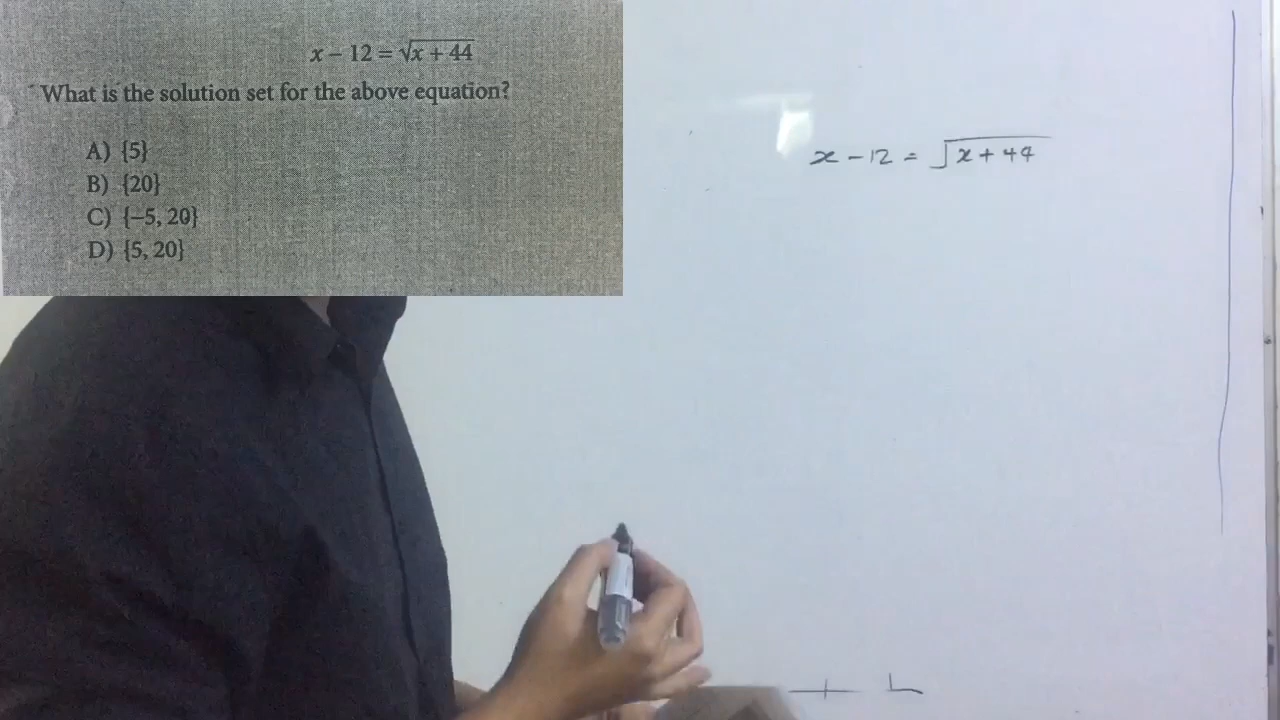 x – 12 = √x + 44
What is the solution set for the above equation?
A) {5}
B) {20}
C) {–5, 20}
D) {5, 20}
x – 12 = √x + 44